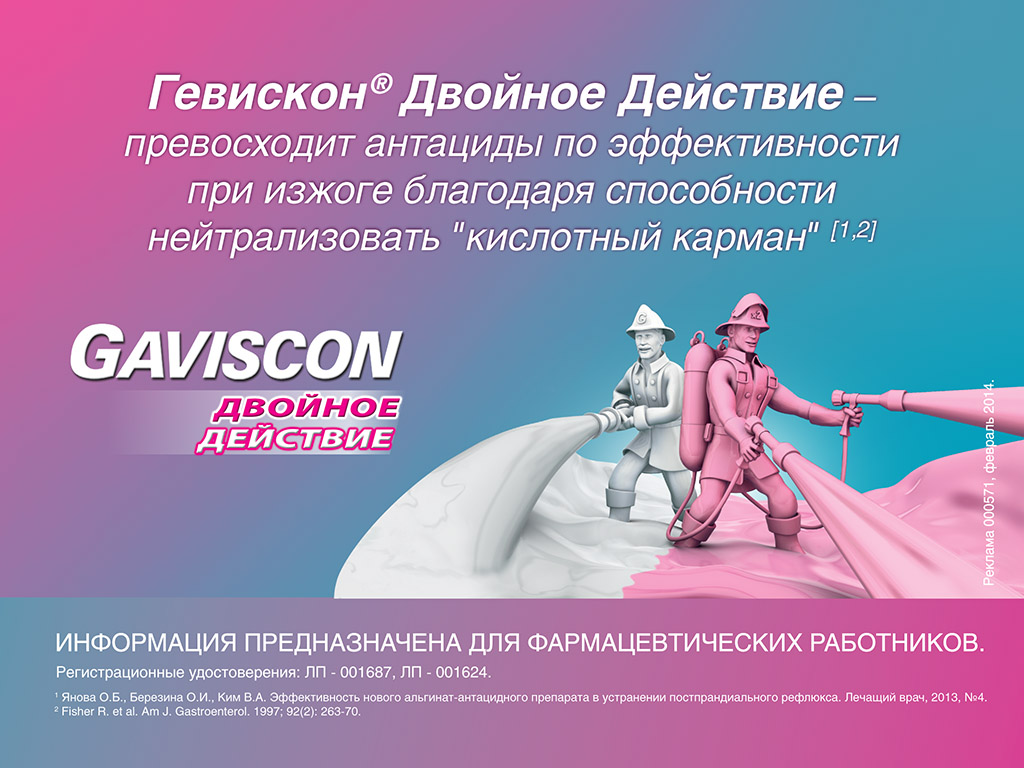 Гевискон® Двойное Действие –
превосходит антациды по эффективности
при изжоге благодаря способности
нейтрализовать "кислотный карман" [1,2]
GAVISCON
ДВОЙНОЕ
ДЕЙСТВИЕ
G
x2
Реклама 000571, февраль 2014.
ИНФОРМАЦИЯ ПРЕДНАЗНАЧЕНА ДЛЯ ФАРМАЦЕВТИЧЕСКИХ РАБОТНИКОВ.
Регистрационные удостоверения: ЛП - 001687, ЛП - 001624.
¹ Янова О.Б., Березина О.И., Ким В.А. Эффективность нового альгинат-антацидного препарата в устранении постпрандиального рефлюкса. Лечащий врач, 2013, №4.
² Fisher R. et al. Am J. Gastroenterol. 1997; 92(2): 263-70.